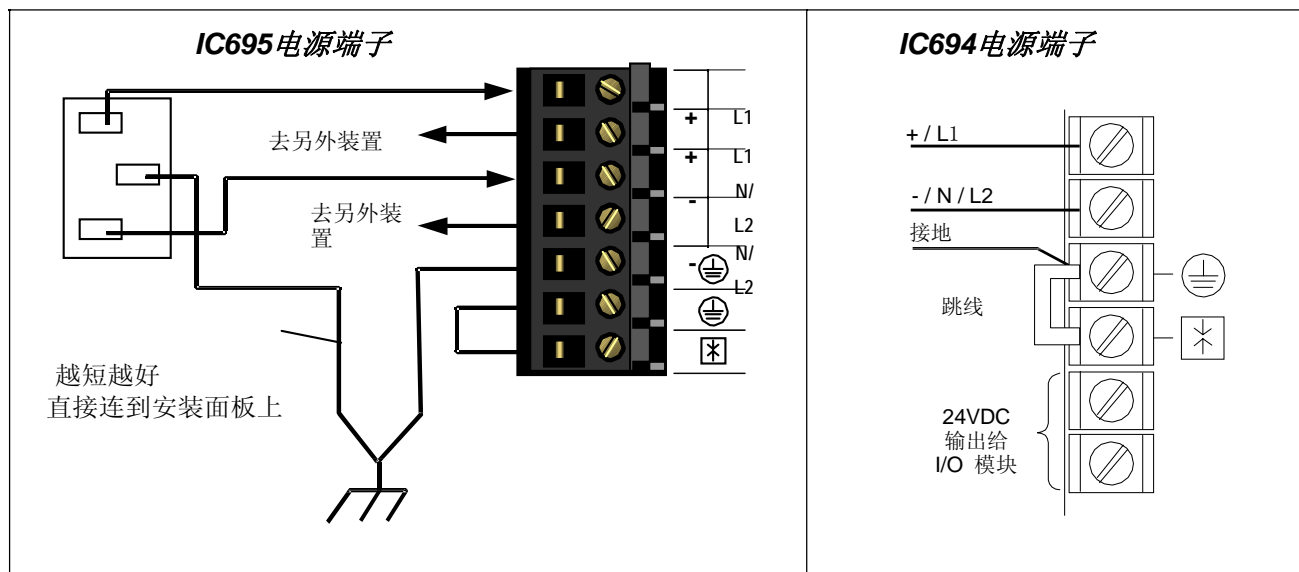 IC695电源端子
去另外装置
去另外装
置
越短越好
直接连到安装面板上
+ L1
+ L1
- N/
L2
- N/
L2
IC694电源端子
+ / L1
- / N / L2
接地
跳线
24VDC
输出给
I/O 模块